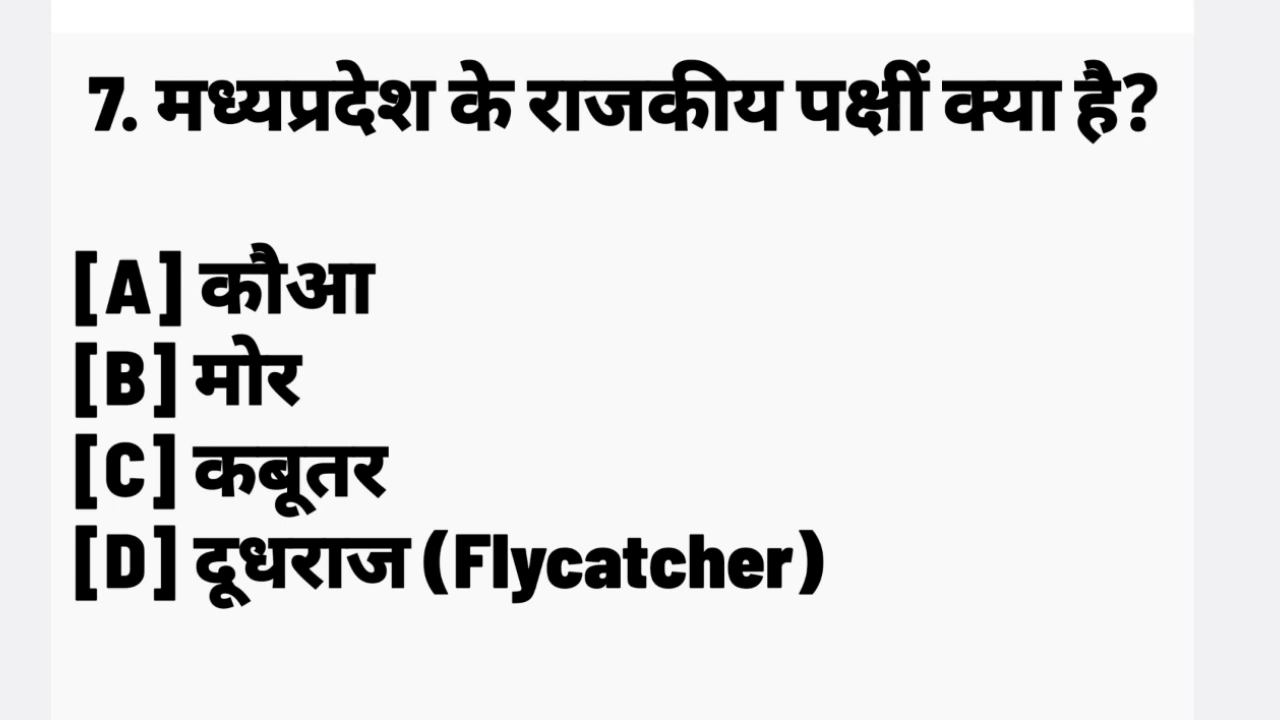 7. मध्यप्रदेश के राजकीय पक्षीं क्या है?
[A] कौआ
[B] मोर
[C] कबूतर
[D] दूधराज (Flycatcher)